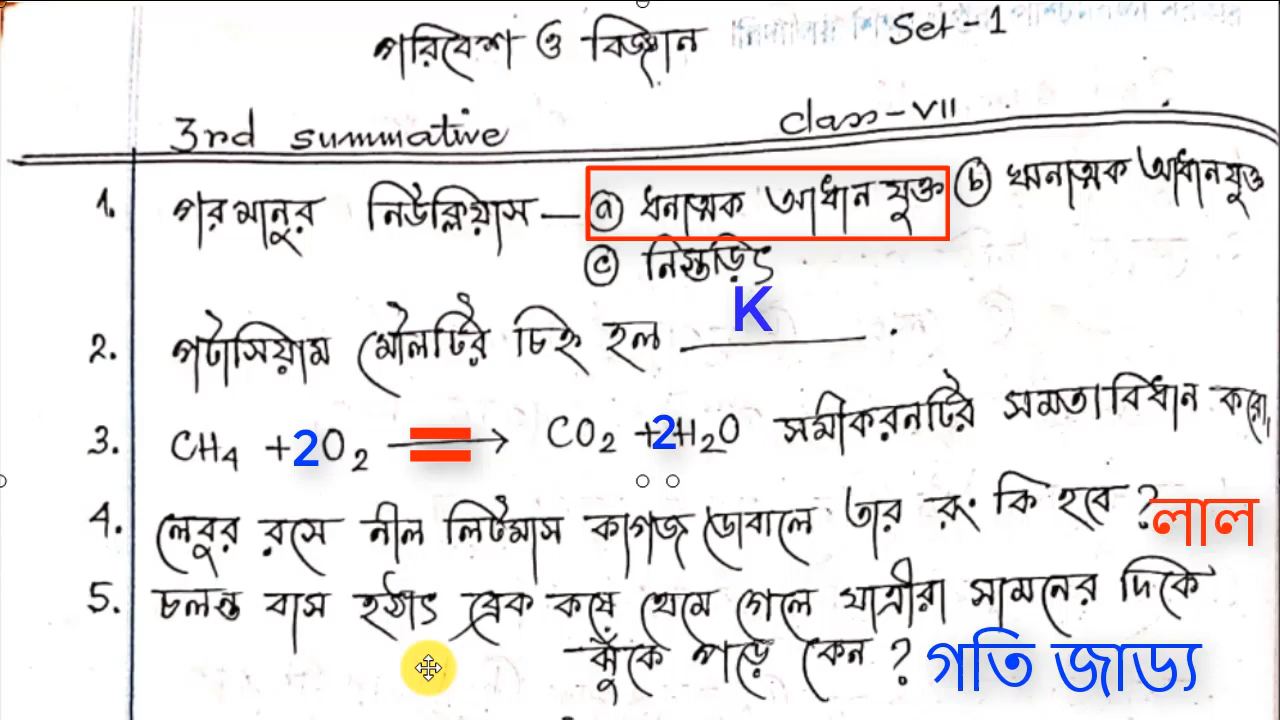 পরিবেশ ও বিজ্ঞান Set-1
3rd summative class-VII
1. পরমানুর নিউক্লিয়াস — ⓐ ধনাত্মক আধান যুক্ত ⓑ ঋনাত্মক আধানযুক্ত
ⓒ নিস্তড়িৎ
2. পটাসিয়াম মৌলটির চিহ্ন হল K .
3. CH₄ + 2O₂ = CO₂ + 2H₂O সমীকরনটির সমতাবিধান করো,
4. লেবুর রসে নীল লিটমাস কাগজ ডোবালে তার রং কি হবে ? লাল
5. চলন্ত বাস হঠাৎ ব্রেক কষে থেমে গেলে যাত্রীরা সামনের দিকে
ঝুঁকে পড়ে কেন ? গতি জাড্য